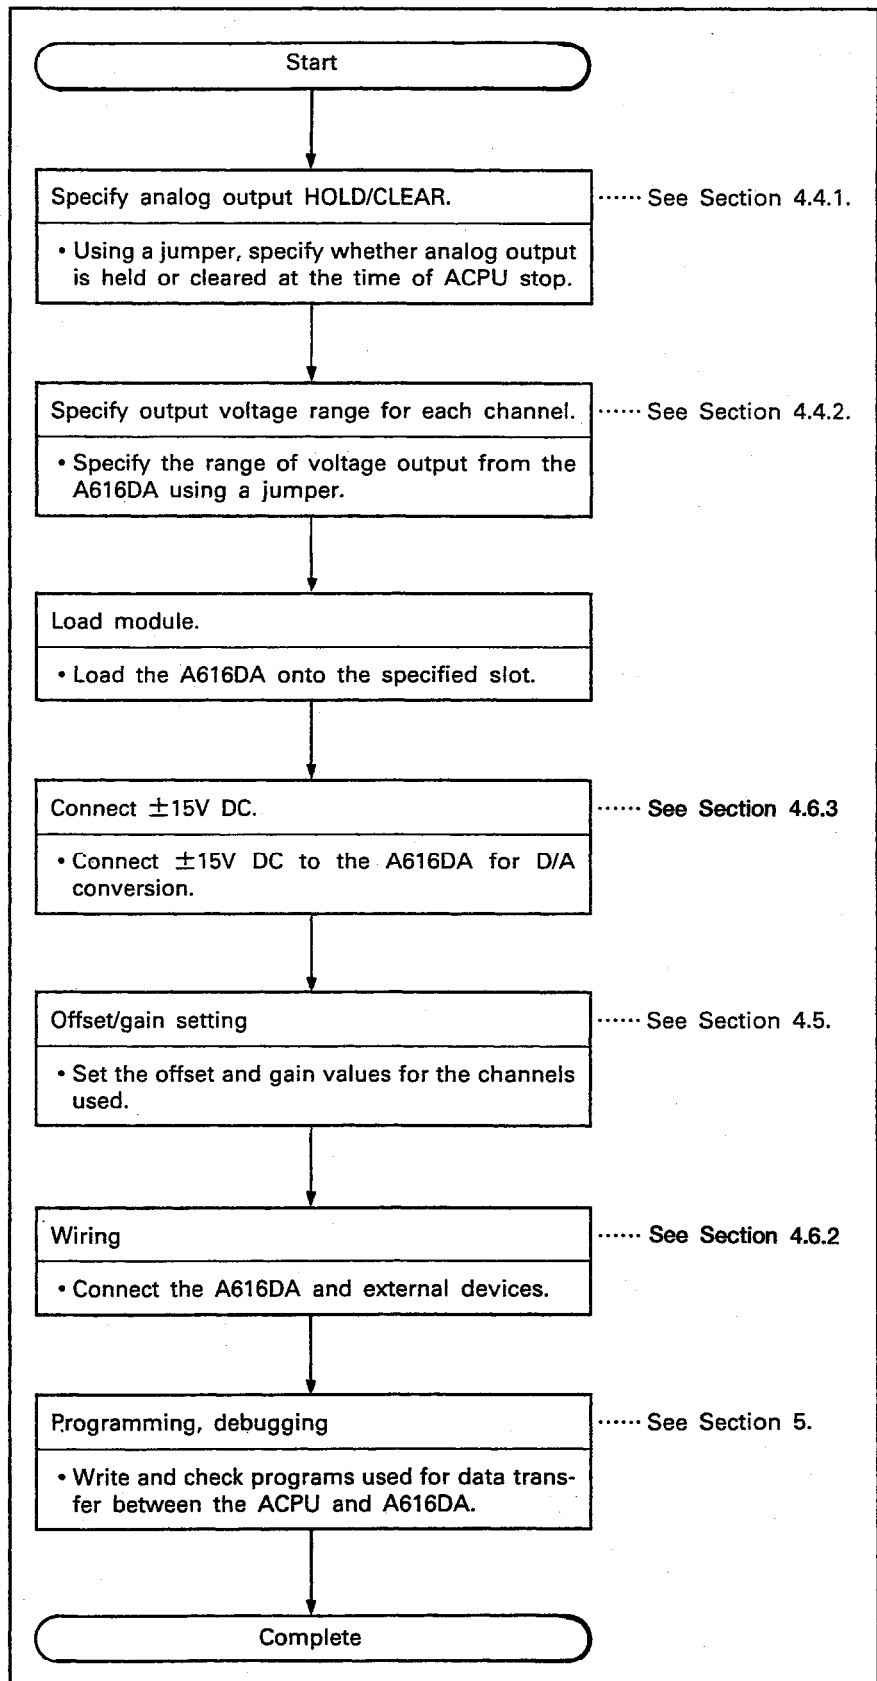 Start
Specify analog output HOLD/CLEAR. ······ See Section 4.4.1.
• Using a jumper, specify whether analog output
is held or cleared at the time of ACPU stop.
Specify output voltage range for each channel. ······ See Section 4.4.2.
• Specify the range of voltage output from the
A616DA using a jumper.
Load module.
• Load the A616DA onto the specified slot.
Connect ±15V DC. ······ See Section 4.6.3
• Connect ±15V DC to the A616DA for D/A
conversion.
Offset/gain setting ······ See Section 4.5.
• Set the offset and gain values for the channels
used.
Wiring ······ See Section 4.6.2
• Connect the A616DA and external devices.
Programming, debugging ······ See Section 5.
• Write and check programs used for data trans-
fer between the ACPU and A616DA.
Complete